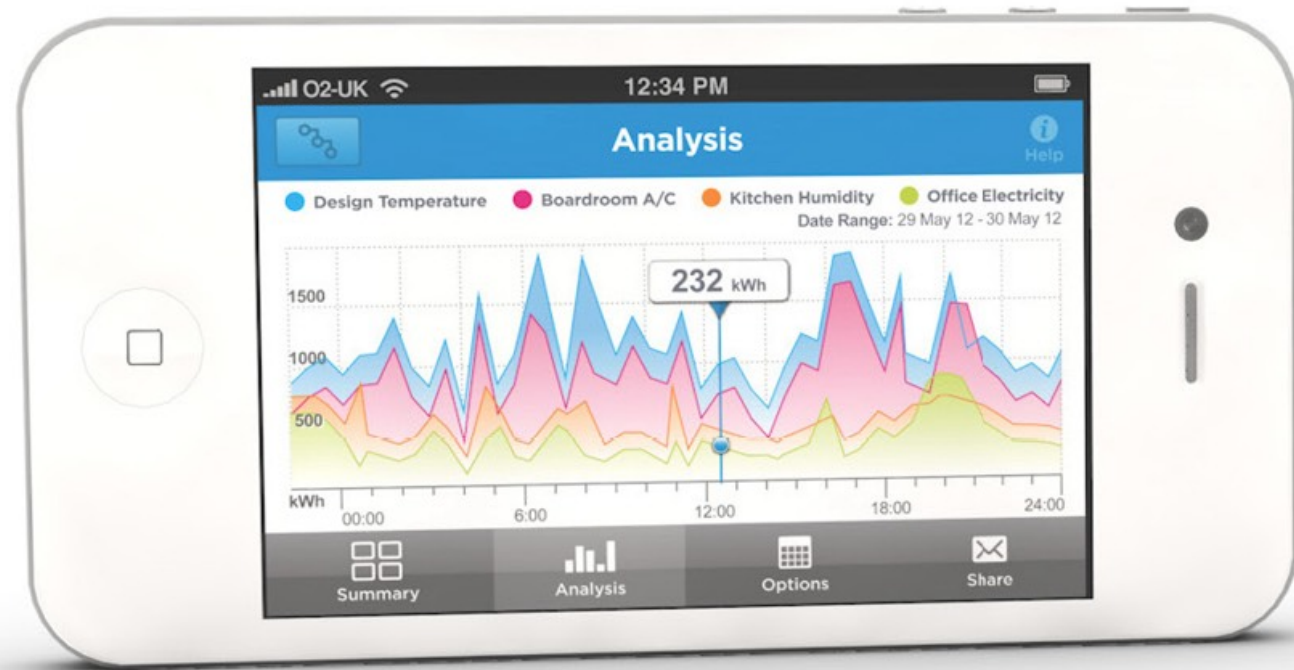 O2-UK 12:34 PM
Analysis
Help
Design Temperature Boardroom A/C Kitchen Humidity Office Electricity
Date Range: 29 May 12 - 30 May 12
232 kWh
1500
1000
500
kWh
00:00 6:00 12:00 18:00 24:00
Summary Analysis Options Share